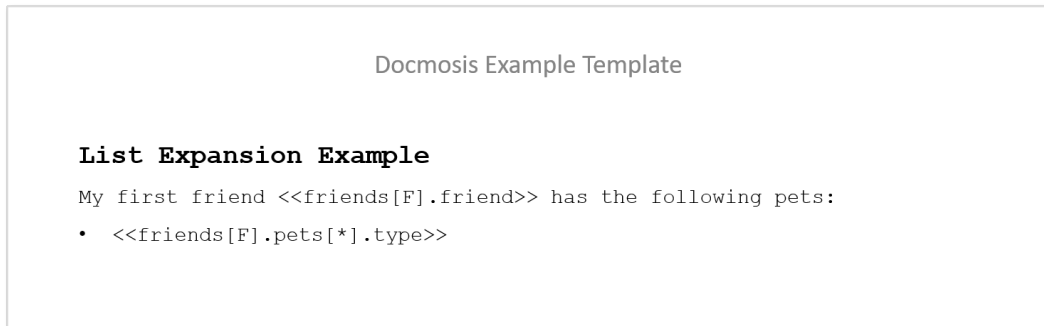 Docmosis Example Template
List Expansion Example
My first friend <<friends[F].friend>> has the following pets:
• <<friends[F].pets[*].type>>